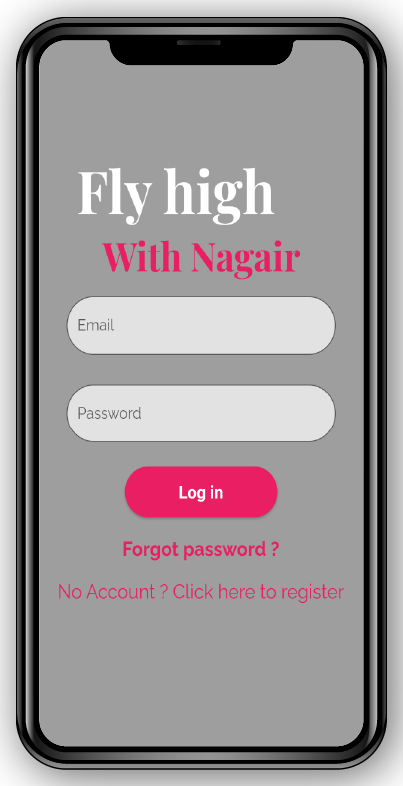 Fly high
With Nagair
Email
Password
Log in
Forgot password ?
No Account ? Click here to register